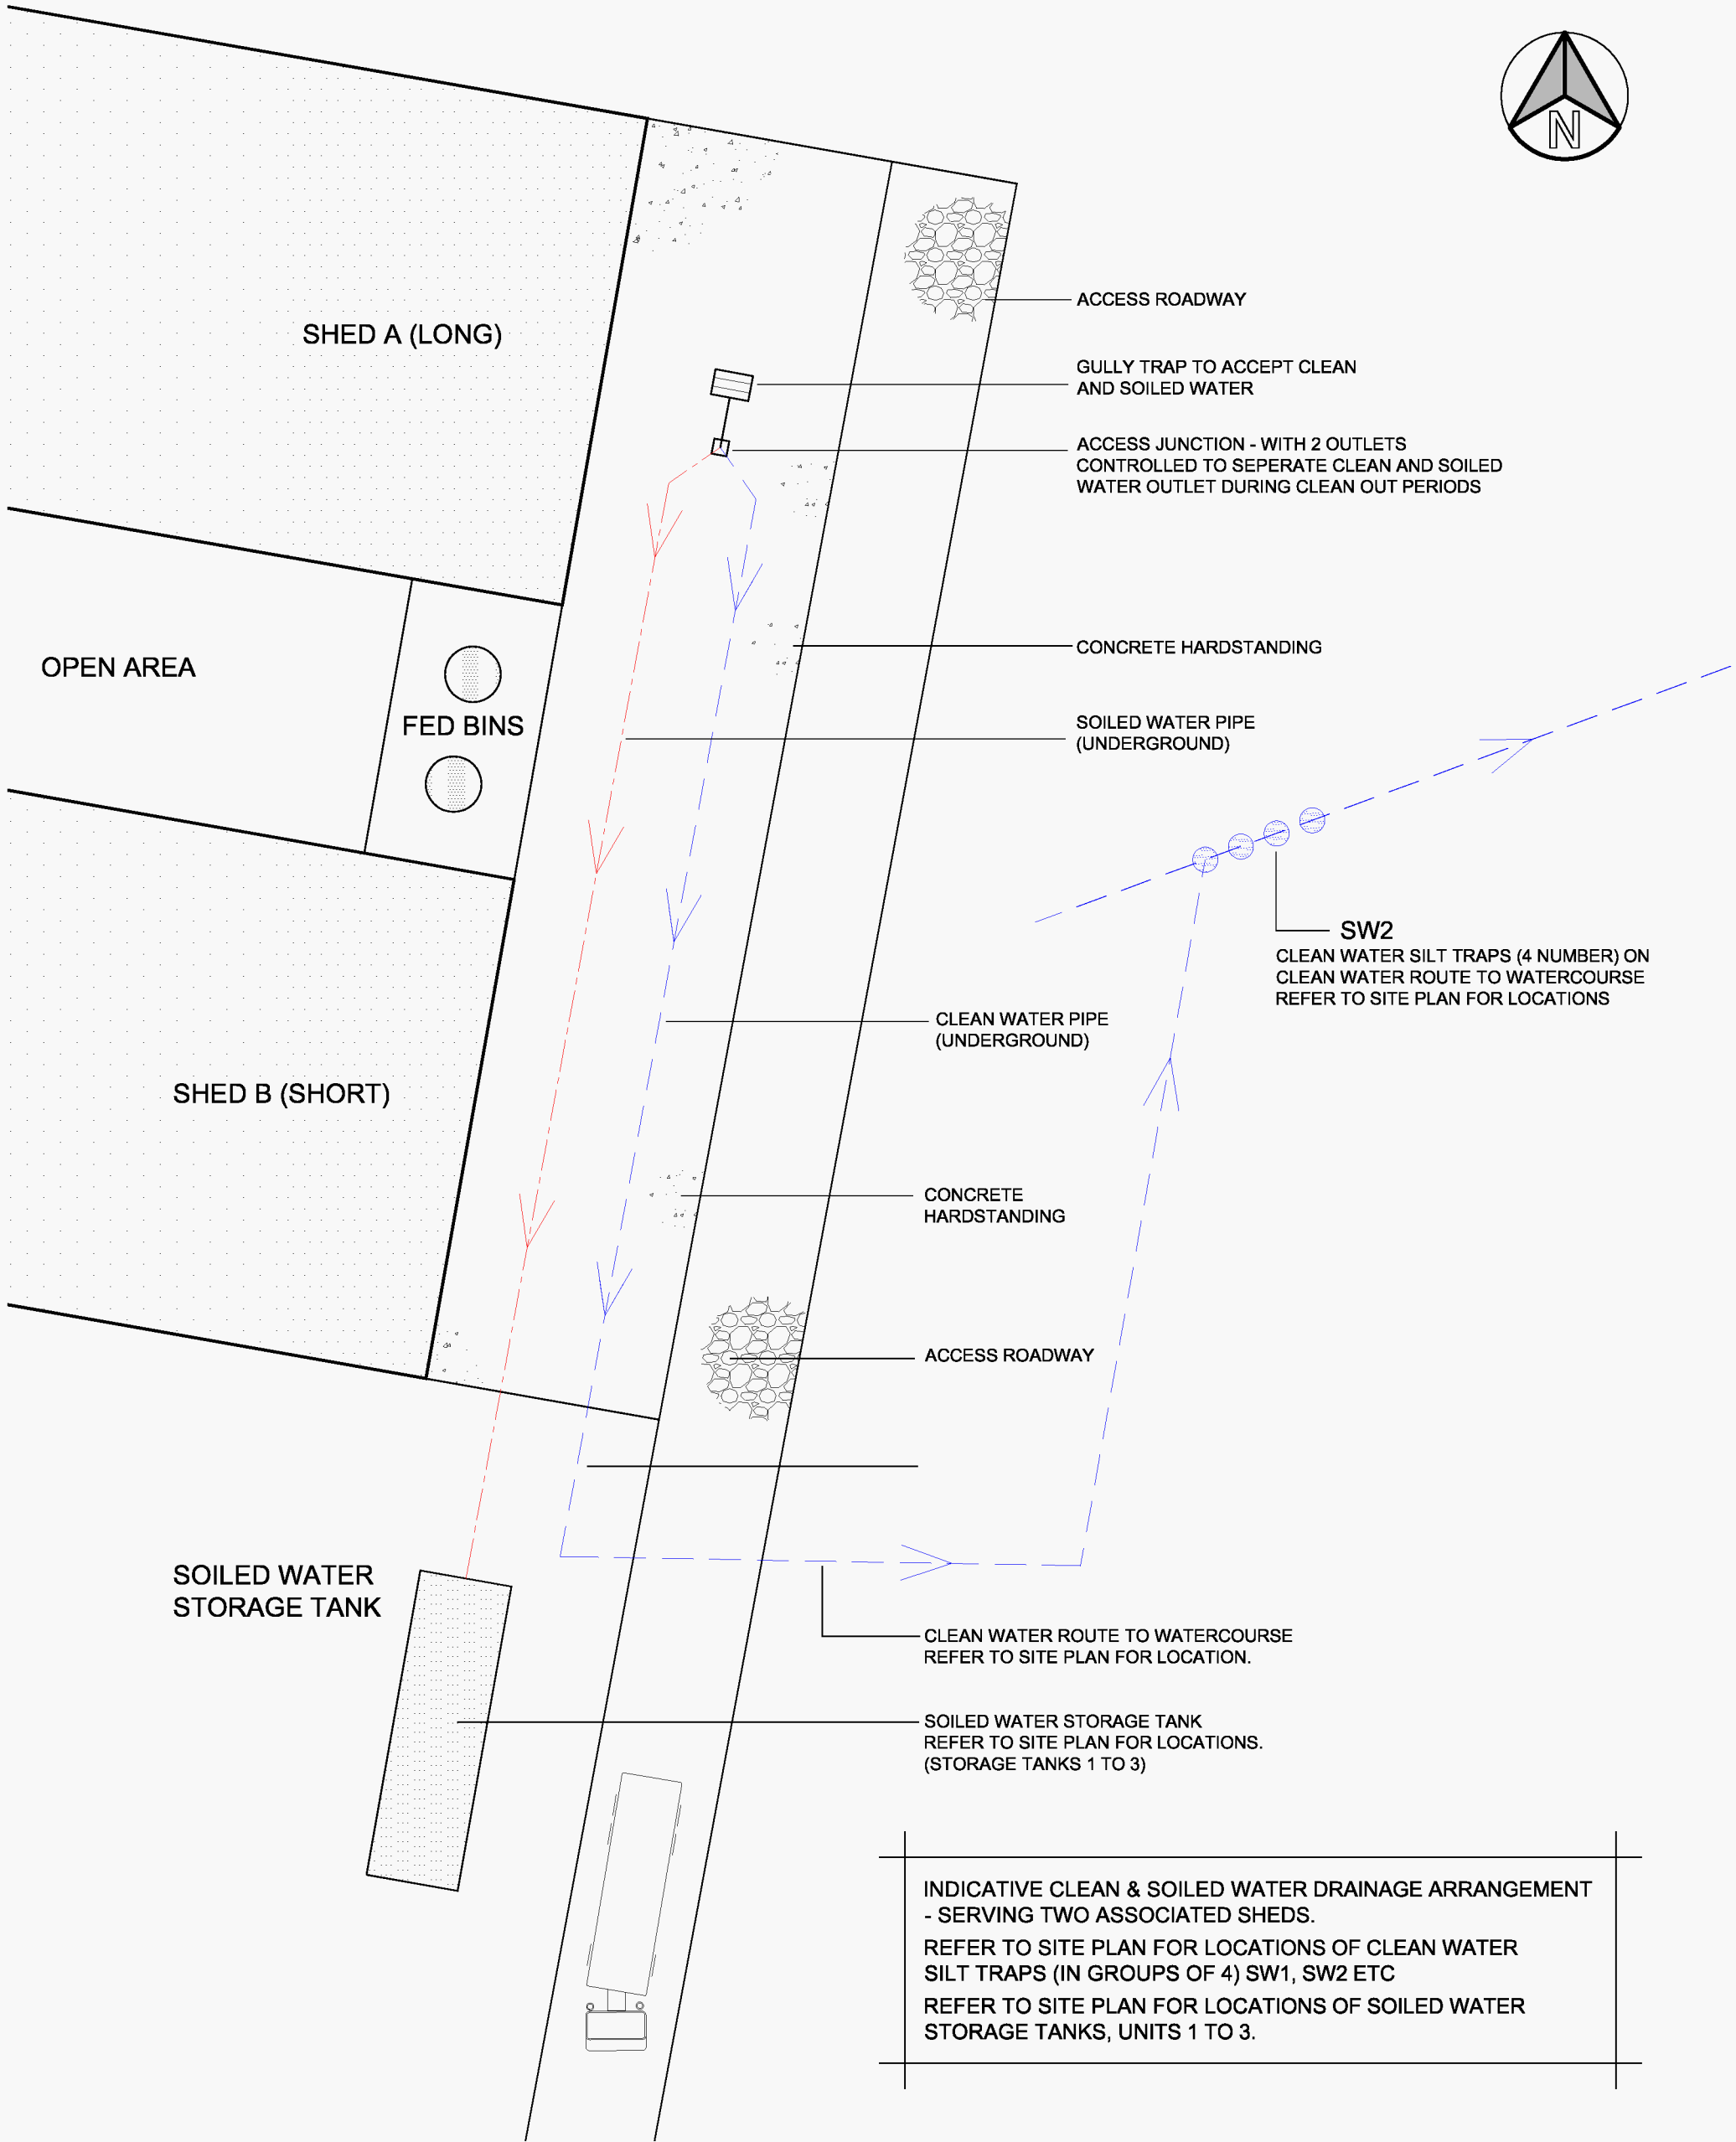 N
ACCESS ROADWAY
SHED A (LONG)
GULLY TRAP TO ACCEPT CLEAN
AND SOILED WATER
ACCESS JUNCTION - WITH 2 OUTLETS
CONTROLLED TO SEPERATE CLEAN AND SOILED
WATER OUTLET DURING CLEAN OUT PERIODS
CONCRETE HARDSTANDING
OPEN AREA
FED BINS
SOILED WATER PIPE
(UNDERGROUND)
SW2
CLEAN WATER SILT TRAPS (4 NUMBER) ON
CLEAN WATER ROUTE TO WATERCOURSE
REFER TO SITE PLAN FOR LOCATIONS
CLEAN WATER PIPE
(UNDERGROUND)
SHED B (SHORT)
CONCRETE
HARDSTANDING
ACCESS ROADWAY
SOILED WATER
STORAGE TANK
CLEAN WATER ROUTE TO WATERCOURSE
REFER TO SITE PLAN FOR LOCATION.
SOILED WATER STORAGE TANK
REFER TO SITE PLAN FOR LOCATIONS.
(STORAGE TANKS 1 TO 3)
INDICATIVE CLEAN & SOILED WATER DRAINAGE ARRANGEMENT
- SERVING TWO ASSOCIATED SHEDS.
REFER TO SITE PLAN FOR LOCATIONS OF CLEAN WATER
SILT TRAPS (IN GROUPS OF 4) SW1, SW2 ETC
REFER TO SITE PLAN FOR LOCATIONS OF SOILED WATER
STORAGE TANKS, UNITS 1 TO 3.